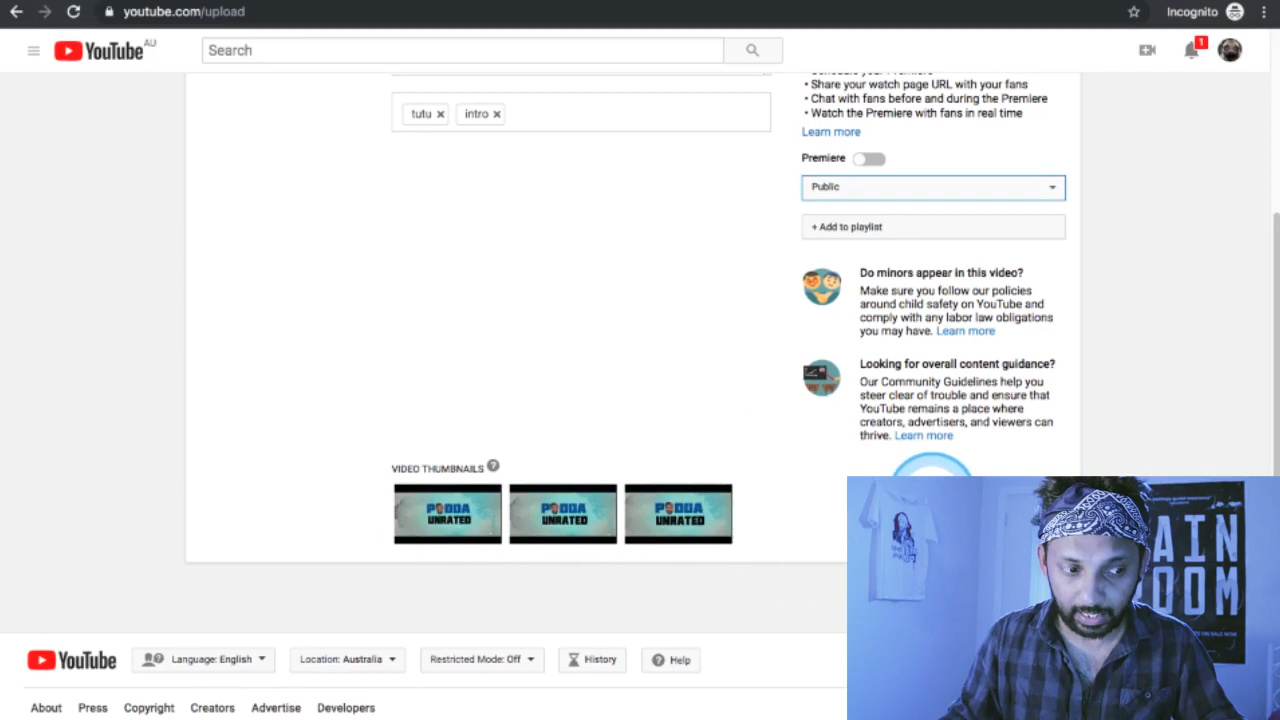 youtube.com/upload
Incognito
YouTube AU
Search
1
• Share your watch page URL with your fans
• Chat with fans before and during the Premiere
• Watch the Premiere with fans in real time
Learn more
tutu
intro
Premiere
Public
+ Add to playlist
Do minors appear in this video?
Make sure you follow our policies
around child safety on YouTube and
comply with any labor law obligations
you may have. Learn more
Looking for overall content guidance?
Our Community Guidelines help you
steer clear of trouble and ensure that
YouTube remains a place where
creators, advertisers, and viewers can
thrive. Learn more
VIDEO THUMBNAILS ?
UNRATED
UNRATED
UNRATED
AIN
OOM
YouTube
Language: English
Location: Australia
Restricted Mode: Off
History
Help
About
Press
Copyright
Creators
Advertise
Developers